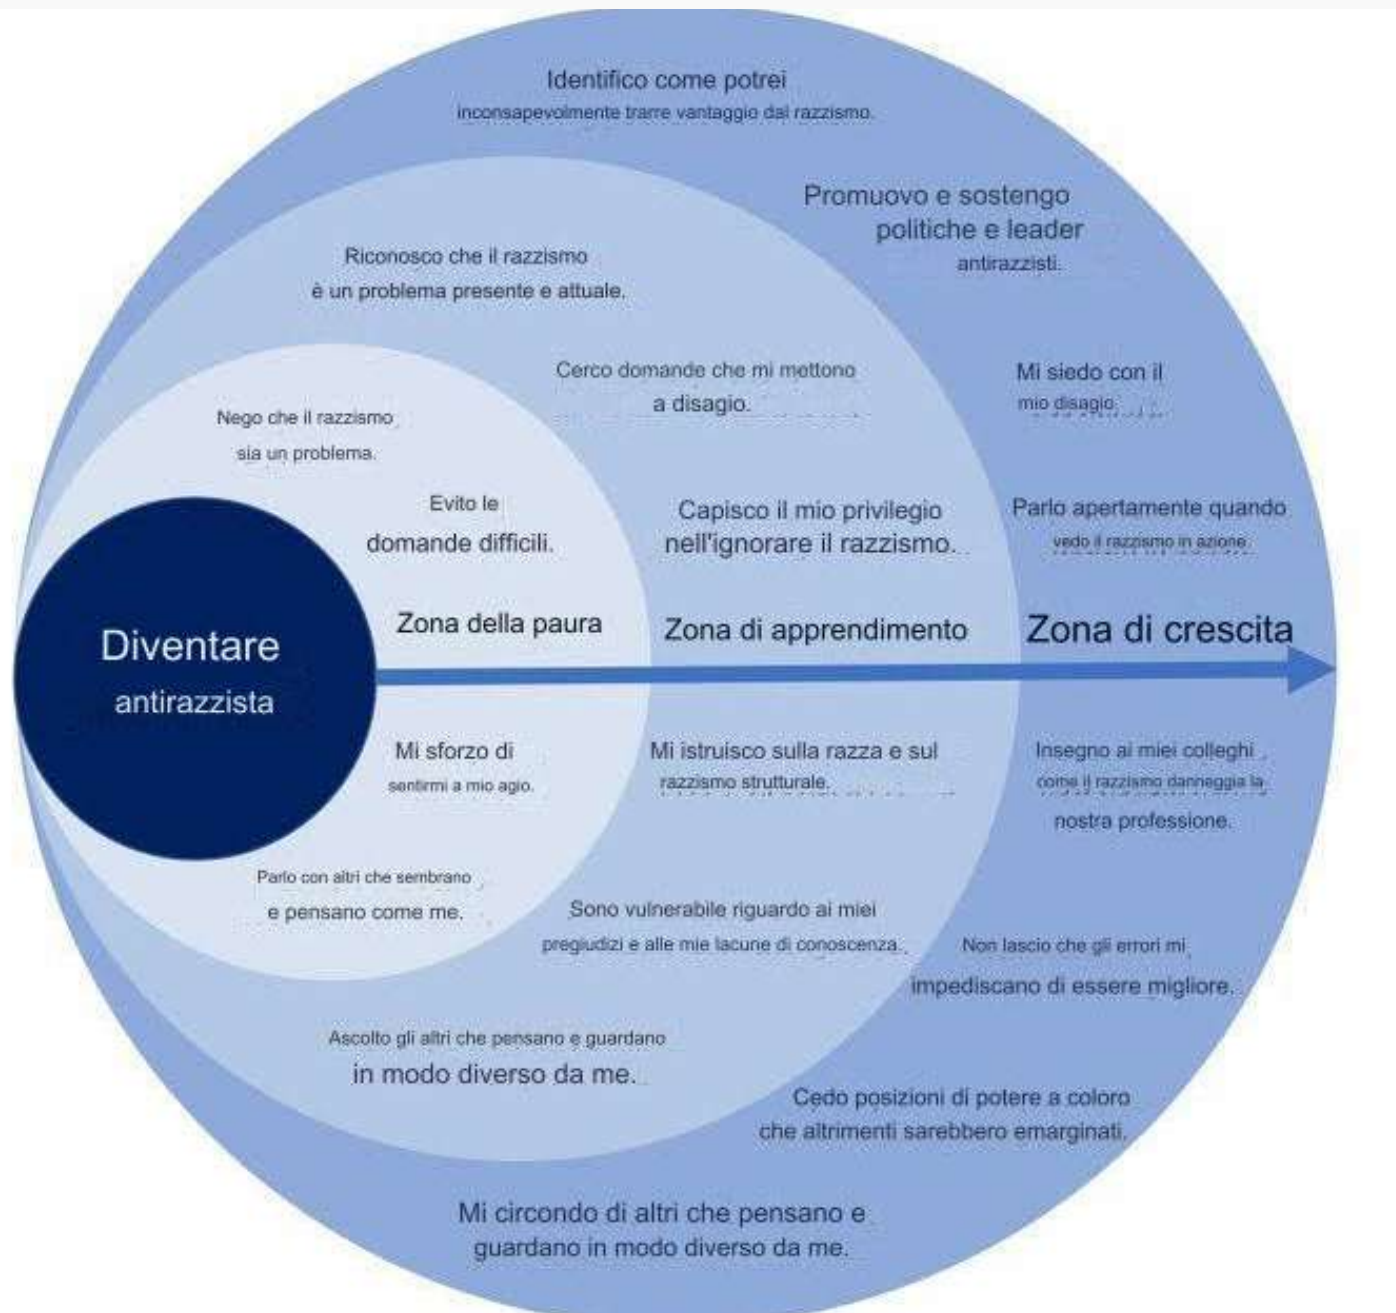 Identifico come potrei
inconsapevolmente trarre vantaggio dal razzismo.
Promuovo e sostengo
politiche e leader
antirazzisti.
Riconosco che il razzismo
è un problema presente e attuale.
Cerco domande che mi mettono
a disagio.
Mi siedo con il
mio disagio
Nego che il razzismo
sia un problema.
Evito le
domande difficili.
Capisco il mio privilegio
nell'ignorare il razzismo.
Parlo apertamente quando
vedo il razzismo in azione.
Diventare
antirazzista
Zona della paura
Zona di apprendimento
Zona di crescita
Mi sforzo di
sentirmi a mio agio.
Mi istruisco sulla razza e sul
razzismo strutturale.
Insegno ai miei colleghi
come il razzismo danneggia la
nostra professione.
Parlo con altri che sembrano
e pensano come me.
Sono vulnerabile riguardo ai miei
pregiudizi e alle mie lacune di conoscenza.
Non lascio che gli errori mi
impediscano di essere migliore.
Ascolto gli altri che pensano e guardano
in modo diverso da me.
Cedo posizioni di potere a coloro
che altrimenti sarebbero emarginati.
Mi circondo di altri che pensano e
guardano in modo diverso da me.